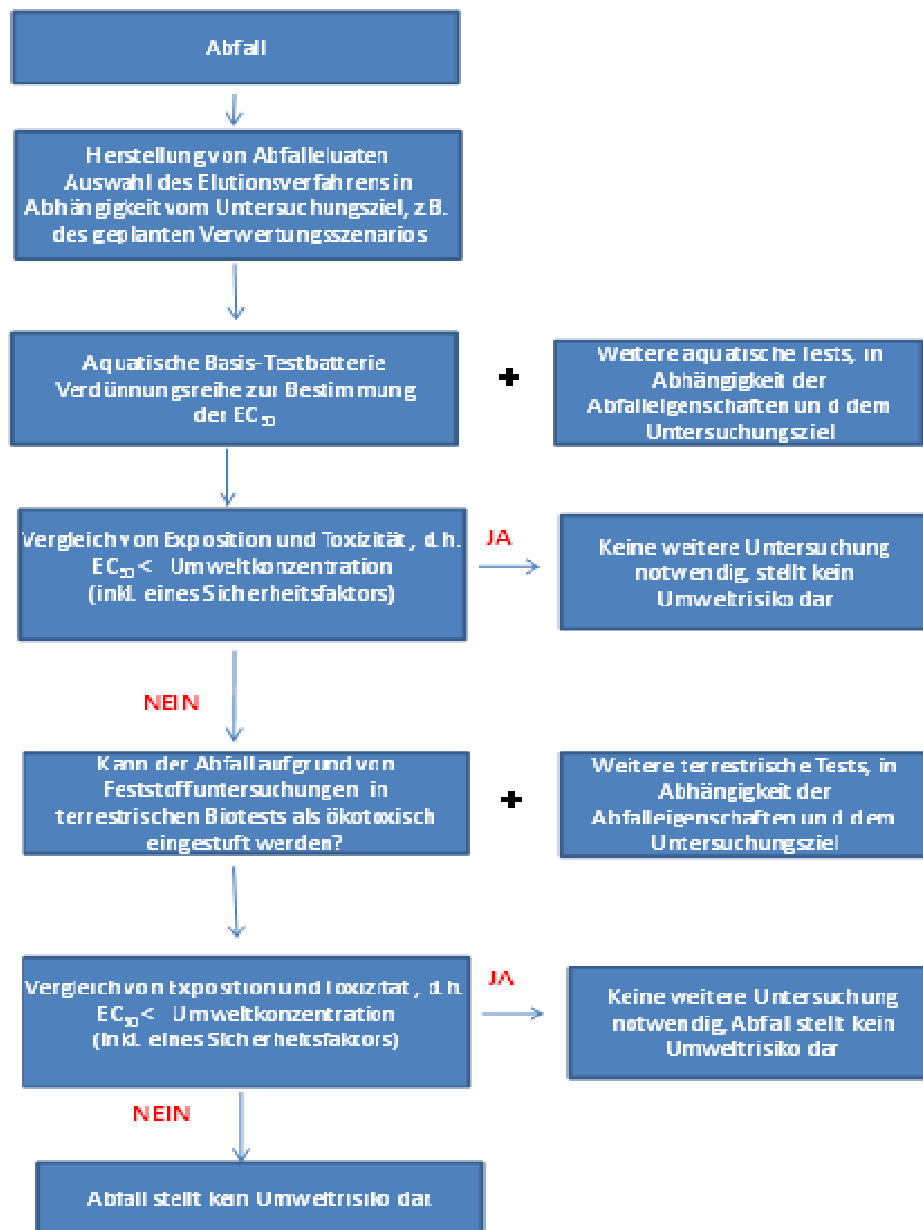 Abfall
Herstellung von Abfalleluaten
Auswahl des Elutionsverfahrens in
Abhängigkeit vom Untersuchungsziel, z.B.
des geplanten Verwertungsszenarios
Aquatische Basis-Testbatterie
Verdünnungsreihe zur Bestimmung
der EC50
+
Weitere aquatische Tests, in
Abhängigkeit der
Abfalleigenschaften und dem
Untersuchungsziel
Vergleich von Exposition und Toxizität, d.h.
EC50 < Umweltkonzentration
(inkl. eines Sicherheitsfaktors)
JA
Keine weitere Untersuchung
notwendig, stellt kein
Umweltrisiko dar
NEIN
Kann der Abfall aufgrund von
Feststoffuntersuchungen in
terrestrischen Biotests als ökotoxisch
eingestuft werden?
+
Weitere terrestrische Tests, in
Abhängigkeit der
Abfalleigenschaften und dem
Untersuchungsziel
Vergleich von Exposition und Toxizität, d.h.
EC50 < Umweltkonzentration
(inkl. eines Sicherheitsfaktors)
JA
Keine weitere Untersuchung
notwendig, Abfall stellt kein
Umweltrisiko dar
NEIN
Abfall stellt kein Umweltrisiko dar.